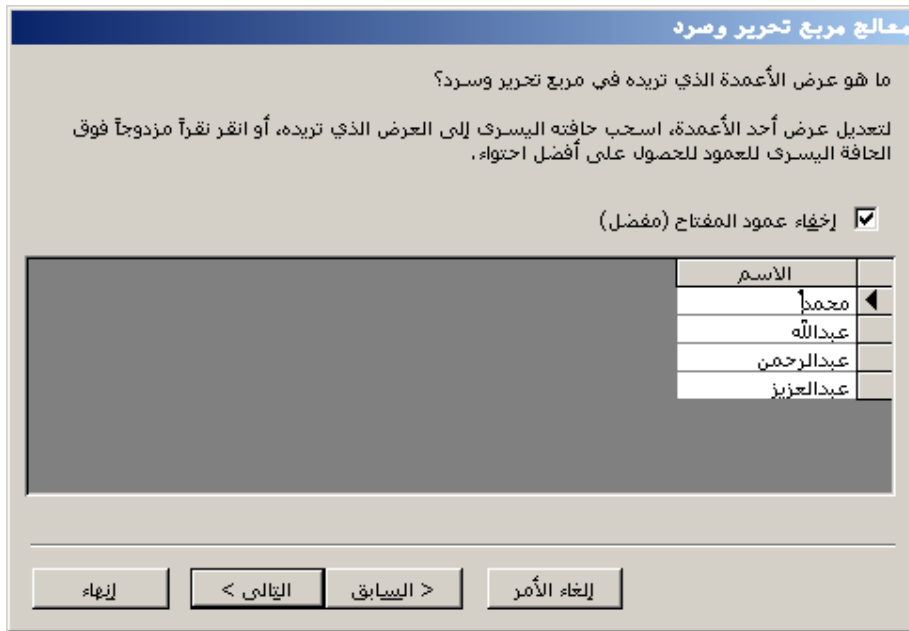 معالج مربع تحرير وسرد
ما هو عرض الأعمدة الذي تريده في مربع تحرير وسرد؟
لتعديل عرض أحد الأعمدة، اسحب حافته اليسرى إلى العرض الذي تريده، أو انقر نقراً مزدوجاً فوق
الحافة اليسرى للعمود للحصول على أفضل احتواء.
إخفاء عمود المفتاح (مفضل)
الاسم
محمد
عبدالله
عبدالرحمن
عبدالعزيز
إلغاء الأمر
< السابق
التالي >
إنهاء